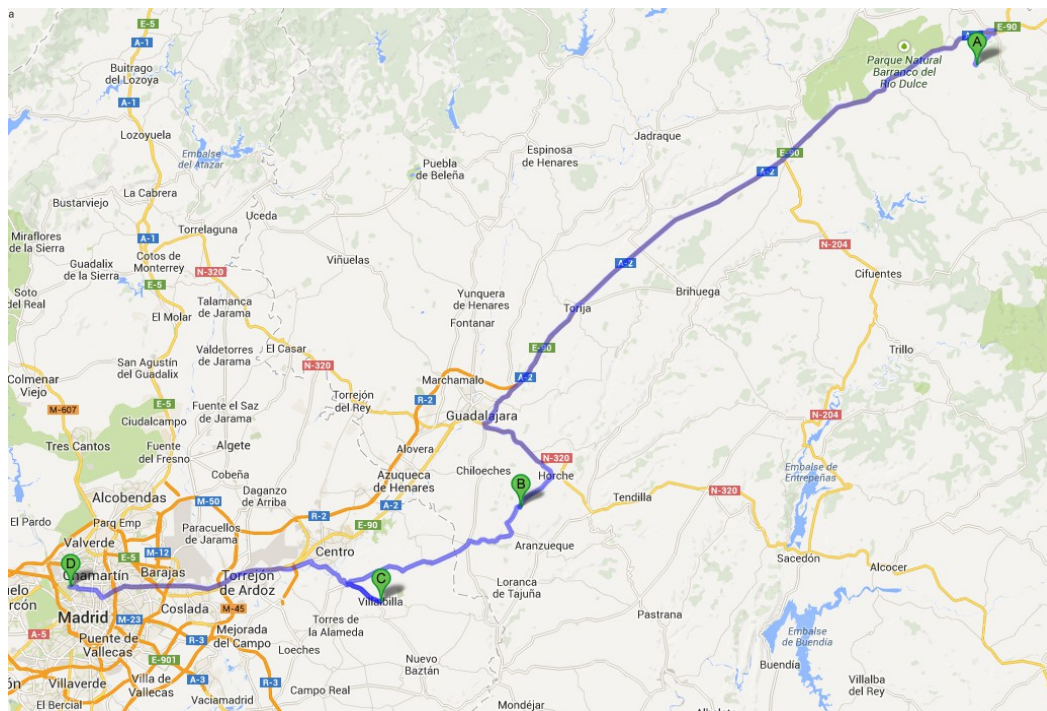 a
E-5
A-1
E-90
A
Buitrago
del Lozoya
Parque Natural
Barranco del
Río Dulce
A-1
Lozoyuela
Embalse
del Atazar
Jadraque
Espinosa
de Henares
E-90
A-2
Puebla
de Beleña
La Cabrera
Bustarviejo
Uceda
Torrelaguna
Miraflores
de la Sierra
A-1
N-204
Cotos de
Monterrey
Viñuelas
Guadalix
de la Sierra
N-320
A-2
Cifuentes
E-5
Soto
del Real
Talamanca
de Jarama
Yunquera
de Henares
Brihuega
Torija
El Molar
Fontanar
Valdetorres
de Jarama
El Casar
E-90
Trillo
San Agustín
del Guadalix
E-5
N-320
Colmenar
Viejo
Marchamalo
A-2
Torrejón
del Rey
R-2
M-607
Fuente el Saz
de Jarama
Guadalajara
N-204
Ciudalcampo
Tres Cantos
Fuente
del Fresno
Algete
Alovera
N-320
Cobeña
Chiloeches
Horche
Embalse de
Entrepeñas
Azuqueca
de Henares
B
Alcobendas
Daganzo
de Arriba
Tendilla
N-320
M-50
A-2
El Pardo
Parq Emp
R-2
Paracuellos
de Jarama
E-90
Valverde
Centro
Aranzueque
M-12
E-5
Sacedón
D
Chamartín
Barajas
Torrejón
de Ardoz
C
Alcocer
Loranca
de Tajuña
Madrid
Coslada
M-45
Villalbilla
M-23
Pastrana
A-5
Torres de
la Alameda
Puente de
Vallecas
R-3
Mejorada
del Campo
Embalse
de Buendía
Loeches
E-901
Nuevo
Baztán
Buendía
Villaverde
Villa de
Vallecas
A-3
R-3
Campo Real
Villalba
del Rey
El Bercial
Vaciamadrid
Mondéjar